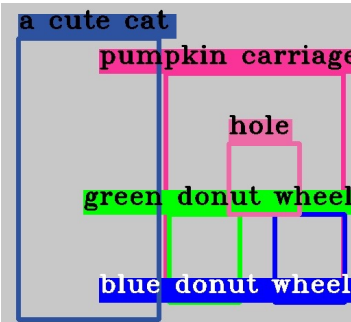 a cute cat
pumpkin carriage
hole
green donut wheel
blue donut wheel